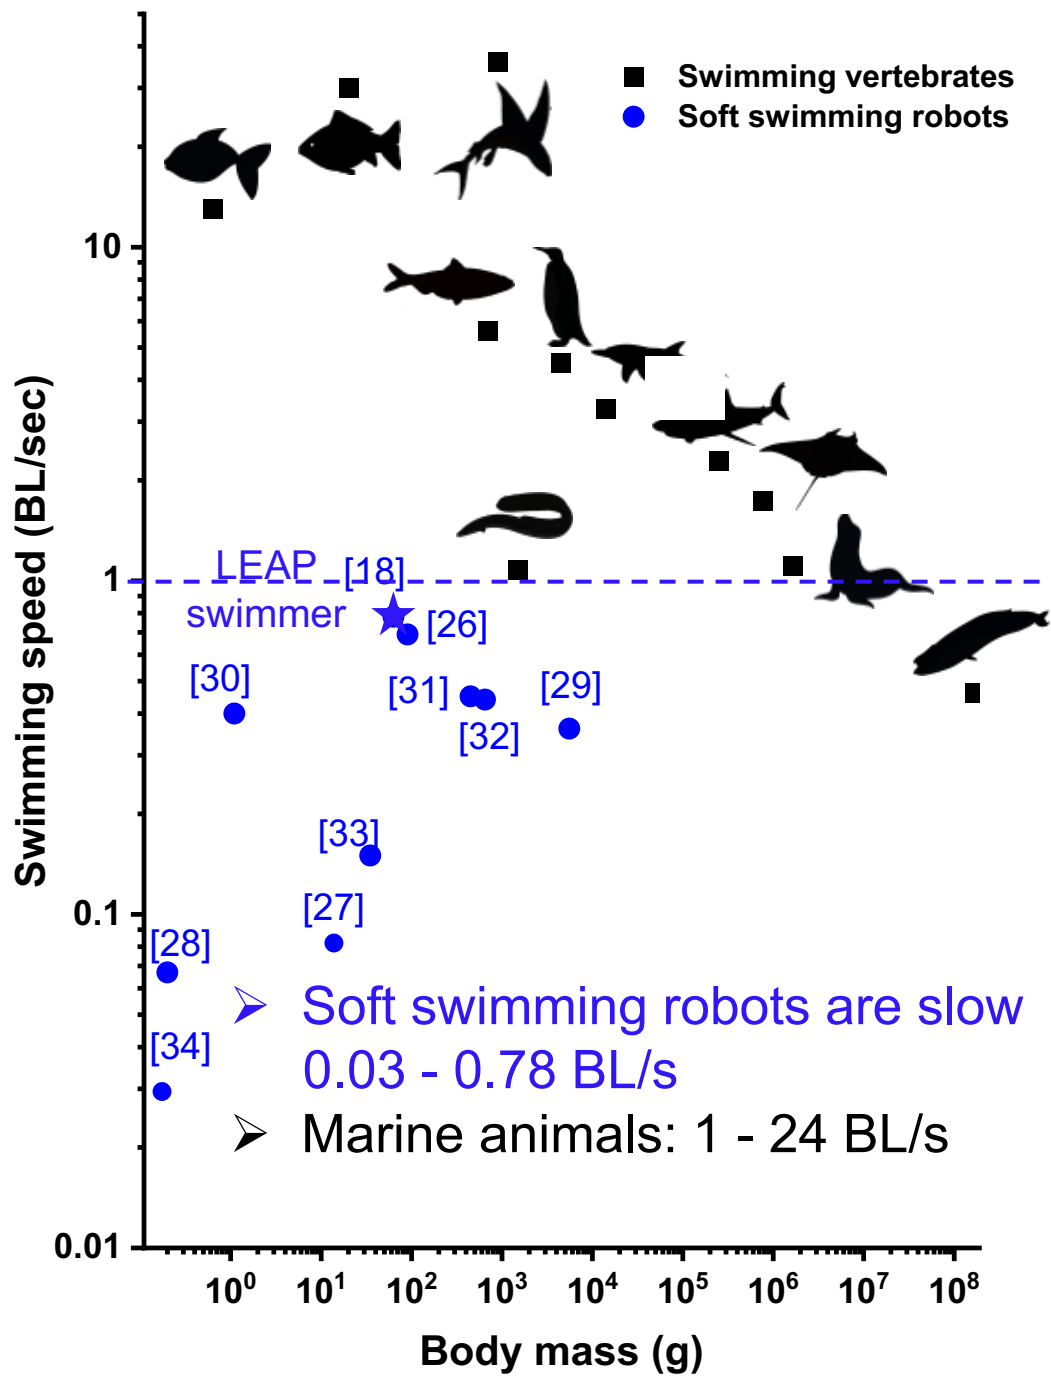 Swimming vertebrates
Soft swimming robots
10
1
0.1
0.01
Swimming speed (BL/sec)
LEAP
swimmer
[18]
[26]
[30]
[31]
[32]
[29]
[33]
[27]
[28]
[34]
➢ Soft swimming robots are slow
0.03 - 0.78 BL/s
➢ Marine animals: 1 - 24 BL/s
10⁰ 10¹ 10² 10³ 10⁴ 10⁵ 10⁶ 10⁷ 10⁸
Body mass (g)